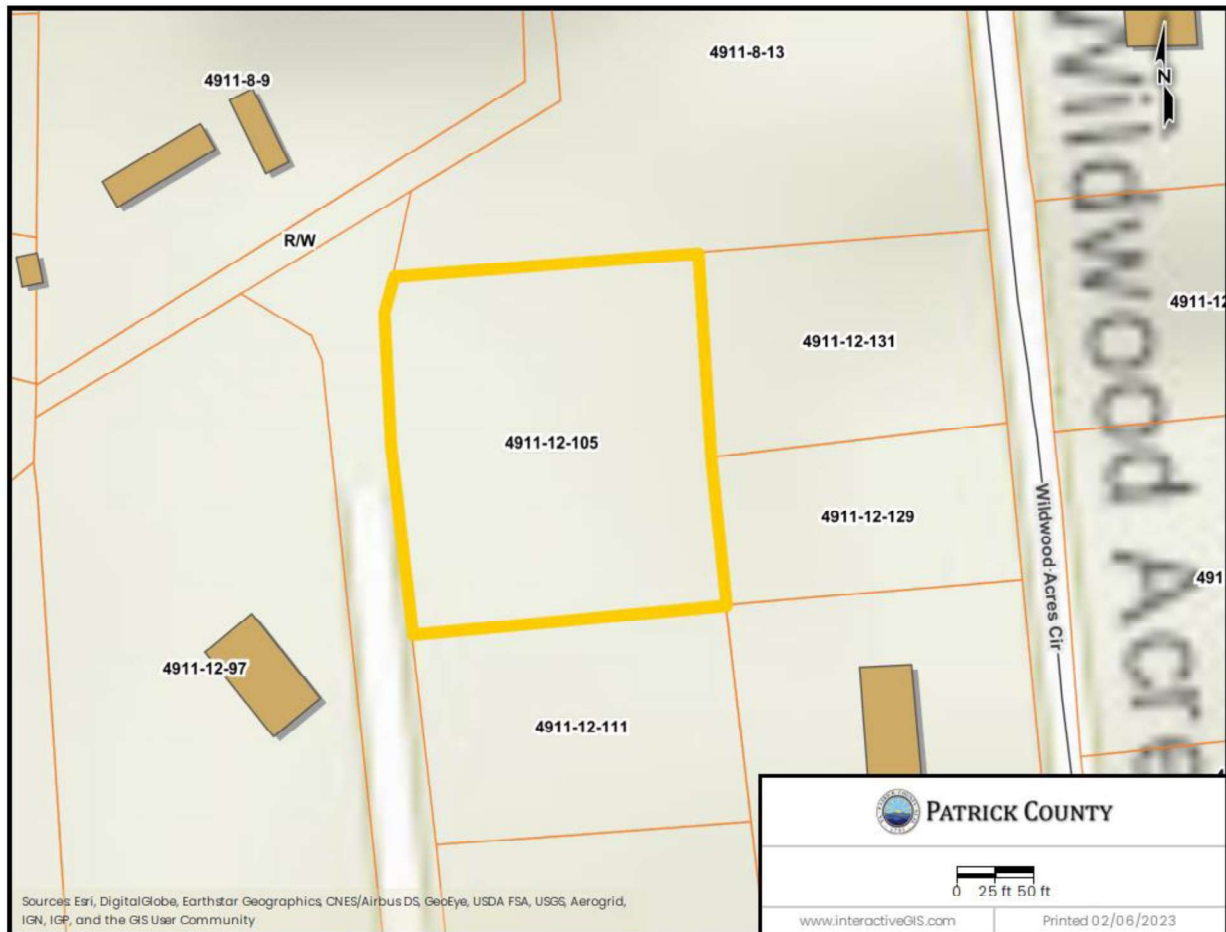 4911-8-13
4911-8-9
N
R/W
4911-12
4911-12-131
4911-12-105
4911-12-129
Wildwood Acres Cir
Wildwood Acre
491
4911-12-97
4911-12-111
PATRICK COUNTY
0 25 ft 50 ft
Sources: Esri, DigitalGlobe, Earthstar Geographics, CNES/Airbus DS, GeoEye, USDA FSA, USGS, Aerogrid,
IGN, IGP, and the GIS User Community
www.interactiveGIS.com
Printed 02/06/2023